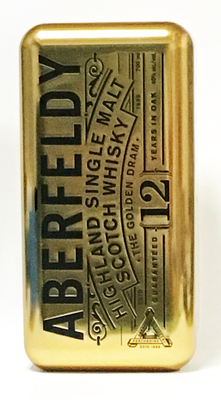 ABERFELDY
HIGHLAND SINGLE MALT
SCOTCH WHISKY
· THE GOLDEN DRAM ·
GUARANTEED
12
YEARS IN OAK